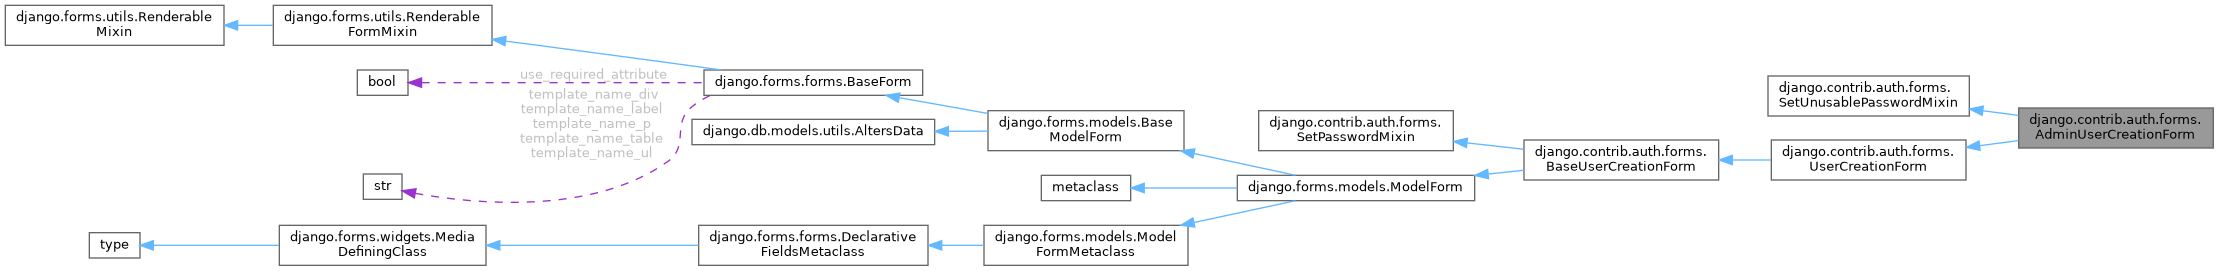 django.forms.utils.Renderable
Mixin
django.forms.utils.Renderable
FormMixin
bool
use_required_attribute
django.forms.forms.BaseForm
template_name_div
template_name_label
template_name_p
template_name_table
template_name_ul
str
django.db.models.utils.AltersData
django.forms.models.Base
ModelForm
django.contrib.auth.forms.
SetPasswordMixin
metaclass
django.forms.models.ModelForm
django.contrib.auth.forms.
BaseUserCreationForm
django.contrib.auth.forms.
SetUnusablePasswordMixin
django.contrib.auth.forms.
UserCreationForm
django.contrib.auth.forms.
AdminUserCreationForm
type
django.forms.widgets.Media
DefiningClass
django.forms.forms.Declarative
FieldsMetaclass
django.forms.models.Model
FormMetaclass